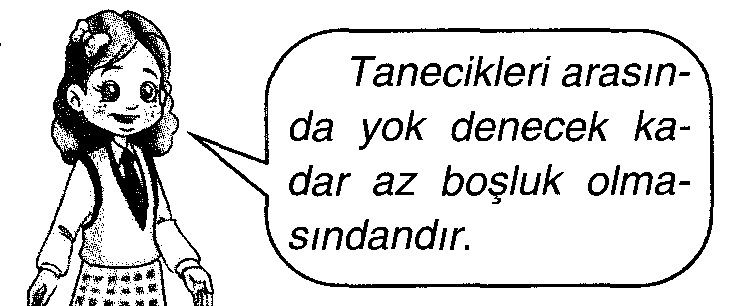 Tanecikleri arasın-
da yok denecek ka-
dar az boşluk olma-
sındandır.